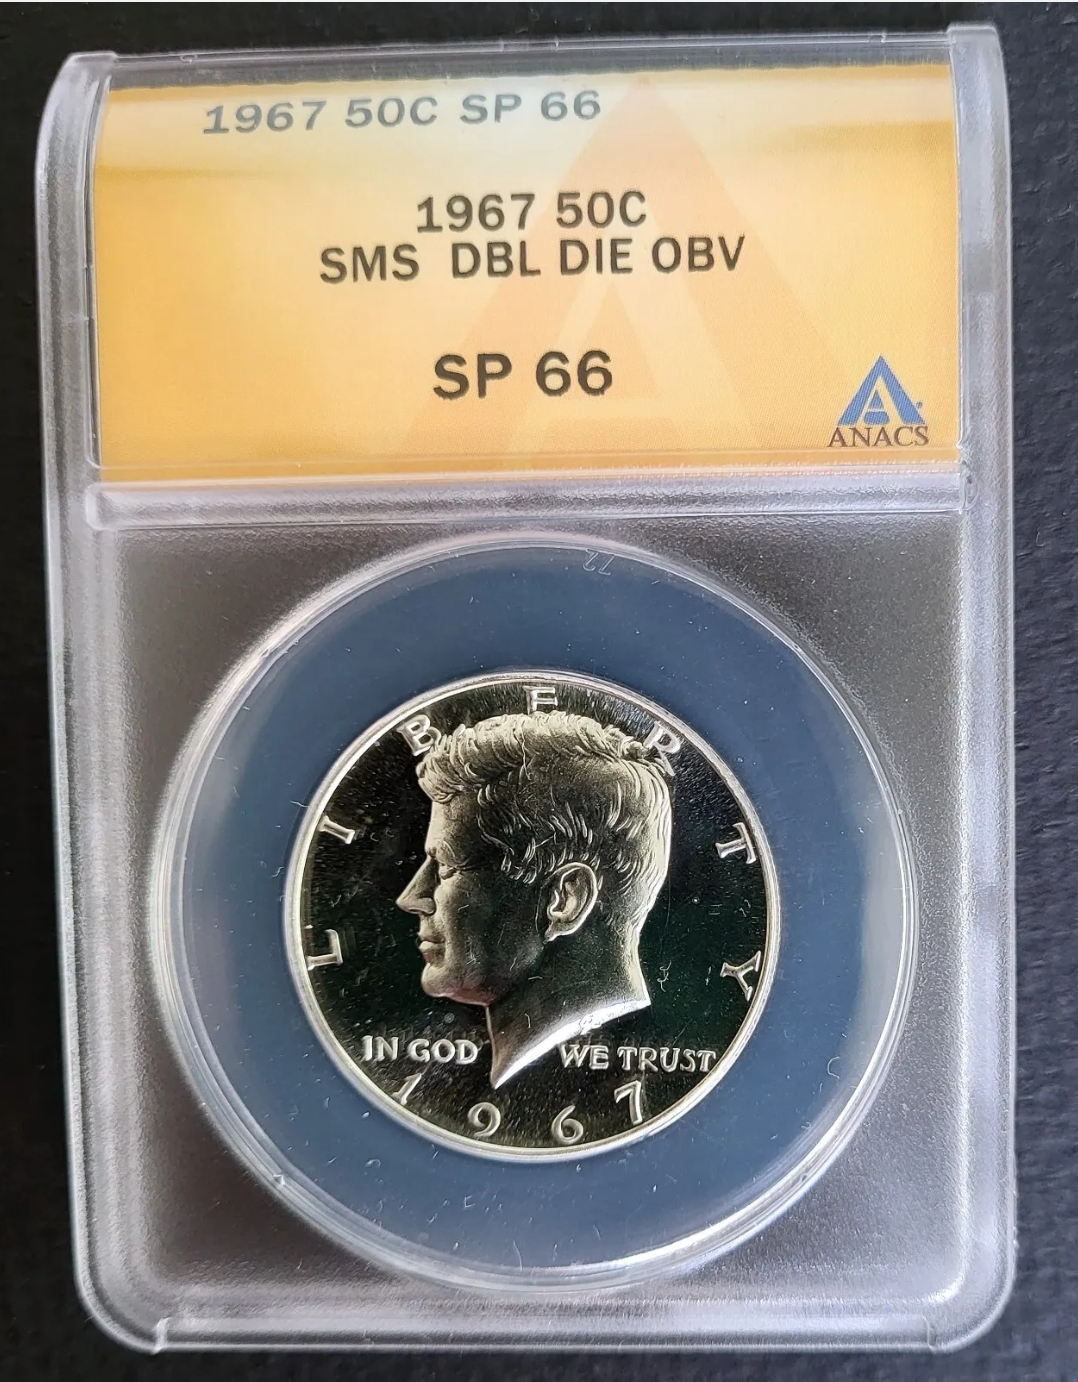 1967 50C SP 66
1967 50C
SMS DBL DIE OBV
SP 66
ANACS
72
LIBERTY
IN GOD WE TRUST
1967